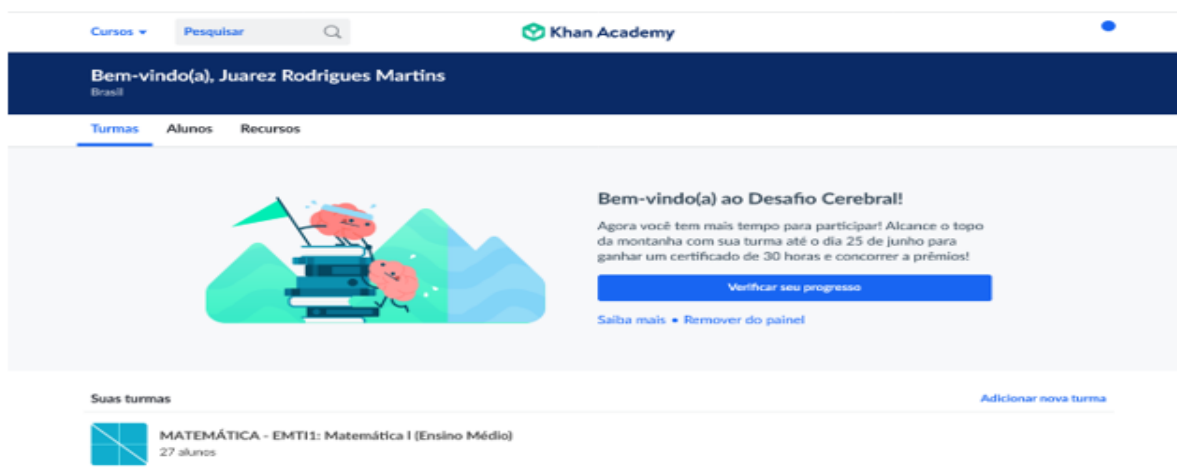 Cursos
Pesquisar
Khan Academy
Bem-vindo(a), Juarez Rodrigues Martins
Brasil
Turmas Alunos Recursos
Bem-vindo(a) ao Desafio Cerebral!
Agora você tem mais tempo para participar! Alcance o topo
da montanha com sua turma até o dia 25 de junho para
ganhar um certificado de 30 horas e concorrer a prêmios!
Verificar seu progresso
Saiba mais • Remover do painel
Suas turmas
Adicionar nova turma
MATEMÁTICA - EMTI1: Matemática I (Ensino Médio)
27 alunos